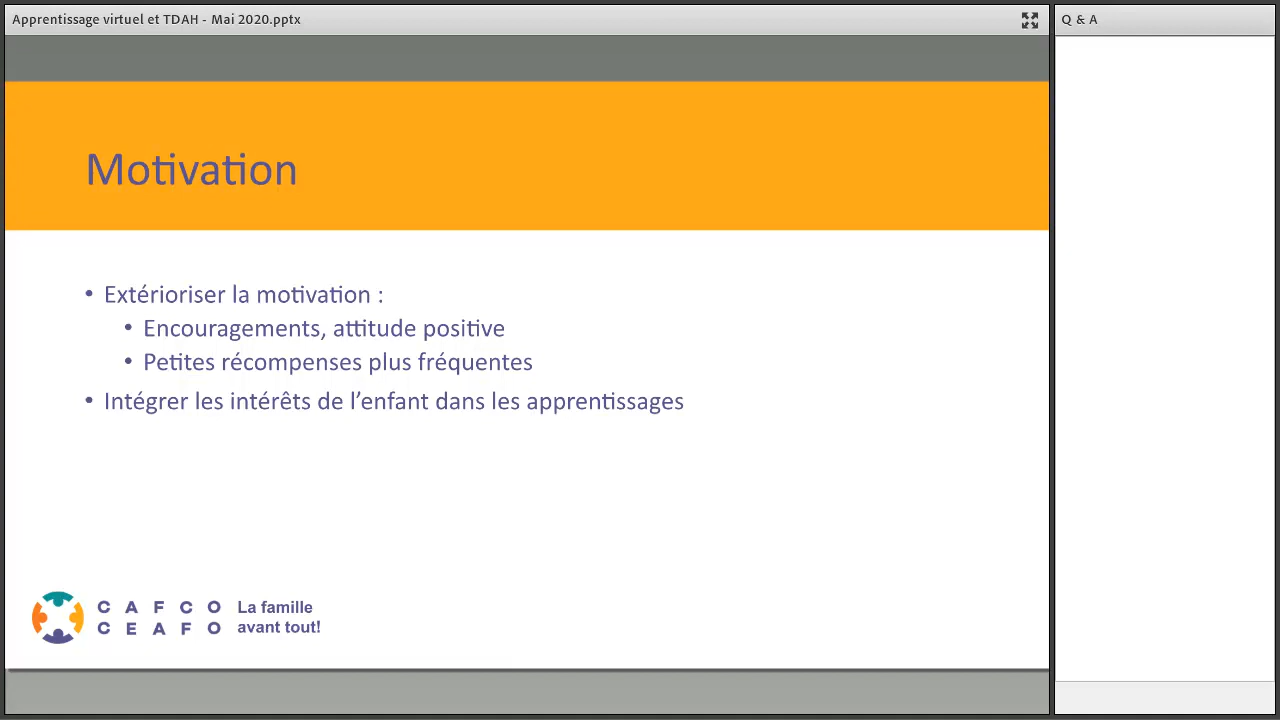 Apprentissage virtuel et TDAH - Mai 2020.pptx
Q & A
Motivation
• Extérioriser la motivation :
• Encouragements, attitude positive
• Petites récompenses plus fréquentes
• Intégrer les intérêts de l’enfant dans les apprentissages
C A F C O
C E A F O
La famille
avant tout!